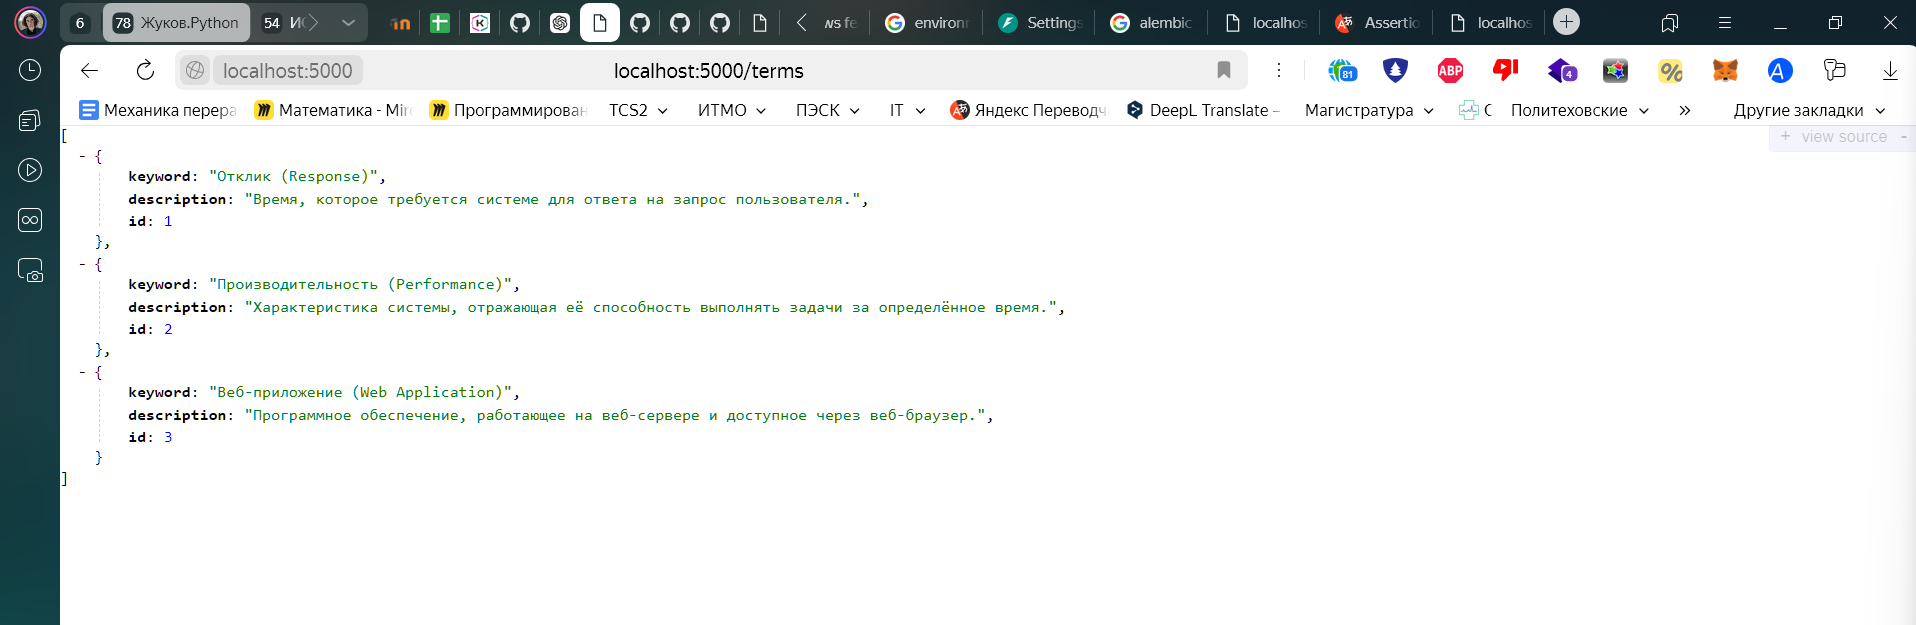 6 78 Жуков.Python 54 ws fe environ Settings alembic localhos Assertio localhos
localhost:5000 localhost:5000/terms 81 ABP 4
Механика перера Математика - Mir Программирован TCS2 ИТМО ПЭСК IT Яндекс Переводч DeepL Translate – Магистратура С Политеховские » Другие закладки
[ + view source -
- {
keyword: "Отклик (Response)",
description: "Время, которое требуется системе для ответа на запрос пользователя.",
id: 1
},
- {
keyword: "Производительность (Performance)",
description: "Характеристика системы, отражающая её способность выполнять задачи за определённое время.",
id: 2
},
- {
keyword: "Веб-приложение (Web Application)",
description: "Программное обеспечение, работающее на веб-сервере и доступное через веб-браузер.",
id: 3
}
]